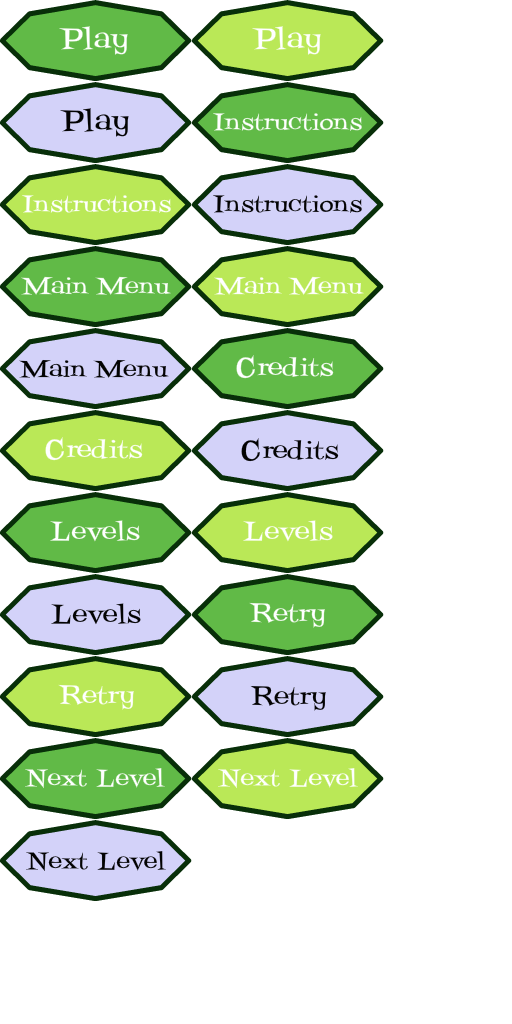 Play
Play
Play
Instructions
Instructions
Instructions
Main Menu
Main Menu
Main Menu
Credits
Credits
Credits
Levels
Levels
Levels
Retry
Retry
Retry
Next Level
Next Level
Next Level